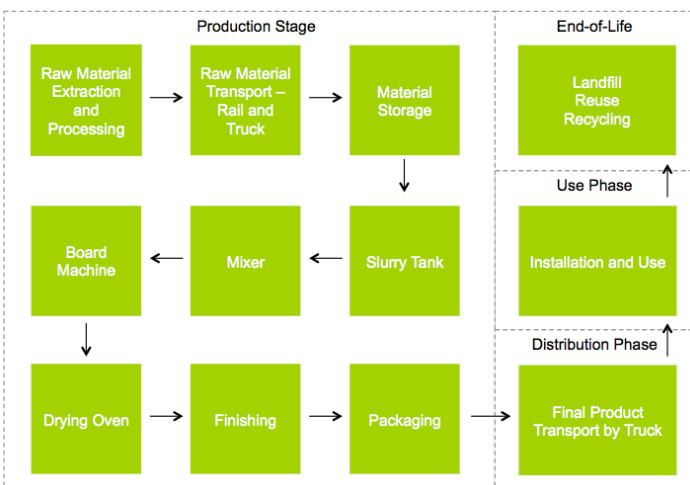 Production Stage
End-of-Life
Raw Material
Extraction
and
Processing
Raw Material
Transport –
Rail and
Truck
Material
Storage
Landfill
Reuse
Recycling
Use Phase
Board
Machine
Mixer
Slurry Tank
Installation and Use
Distribution Phase
Drying Oven
Finishing
Packaging
Final Product
Transport by Truck